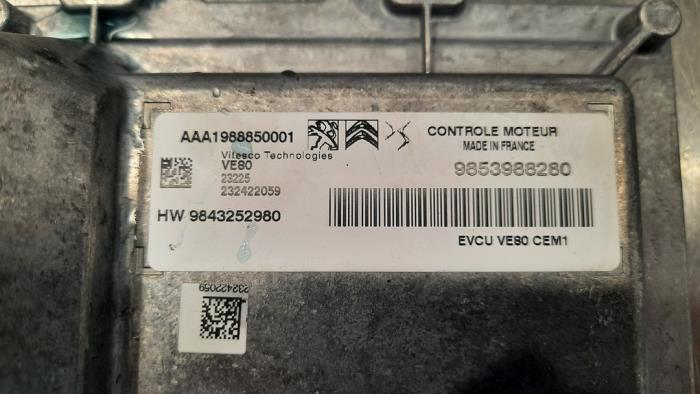 AAA1988850001
Vitesco Technologies
VE80
23225
232422059
HW 9843252980
CONTROLE MOTEUR
MADE IN FRANCE
9853988280
EVCU VE80 CEM1
232422059